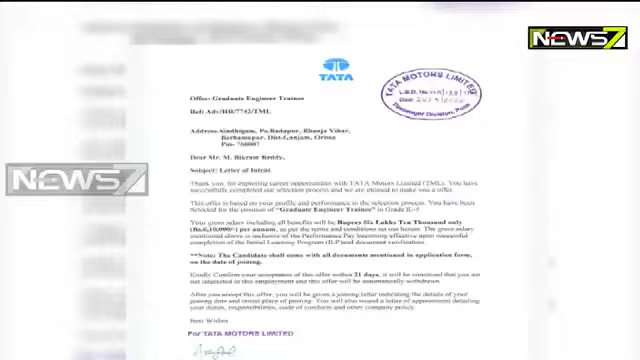 NEWS7
TATA
TATA MOTORS LIMITED
Passenger Division, Pune
Offer: Graduate Engineer Trainee
Ref: Adv/HR/7742/TML
Address-Sindhigam, Po.Rudapur, Bhanja Vihar,
Berhamapur, Dist-Ganjam, Orissa
Pin- 760007
Dear Mr. M. Bikram Reddy,
Subject: Letter of Intent
NEWS7
Thank you for exploring career opportunities with TATA Motors Limited (TML). You have
successfully completed our selection process and we are pleased to make you a offer.
This offer is based on your profile and performance in the selection process. You have been
Selected for the position of "Graduate Engineer Trainee" in Grade
Your gross salary including all benefits will be Rupees Six Lakhs Ten Thousand only
(Rs.6,10,000/-) per annum, as per the terms and conditions set out herein. The gross salary
mentioned above is inclusive of the Performance Pay becoming effective upon successful
completion of the Initial Learning Program (ILP)and document verification.
**Note: The Candidate shall come with all documents mentioned in application form,
on the date of joining.
Kindly Confirm your acceptance of this offer within 21 days, it will be construed that you are
not interested in this employment and this offer will be automatically withdrawn.
After you accept this offer, you will be given a joining letter indicating the details of your
joining date and initial place of posting. You will also issued a letter of appointment detailing
your duties, responsibilities, code of conduct and other company policy.
Best Wishes
For TATA MOTORS LIMITED